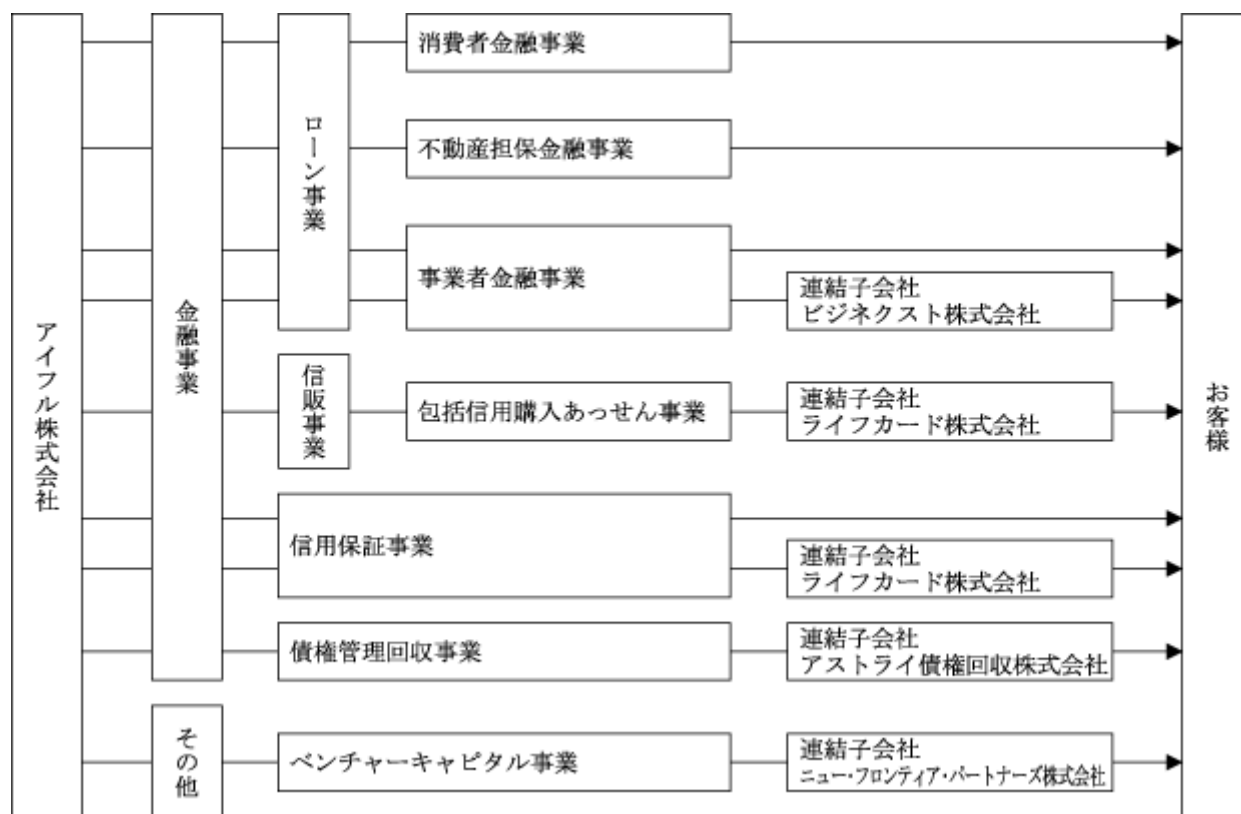 アイフル株式会社
金融事業
ローン事業
消費者金融事業
不動産担保金融事業
事業者金融事業
連結子会社
ビジネクスト株式会社
信販事業
包括信用購入あっせん事業
連結子会社
ライフカード株式会社
信用保証事業
連結子会社
ライフカード株式会社
債権管理回収事業
連結子会社
アストライ債権回収株式会社
その他
ベンチャーキャピタル事業
連結子会社
ニュー・フロンティア・パートナーズ株式会社
お客様